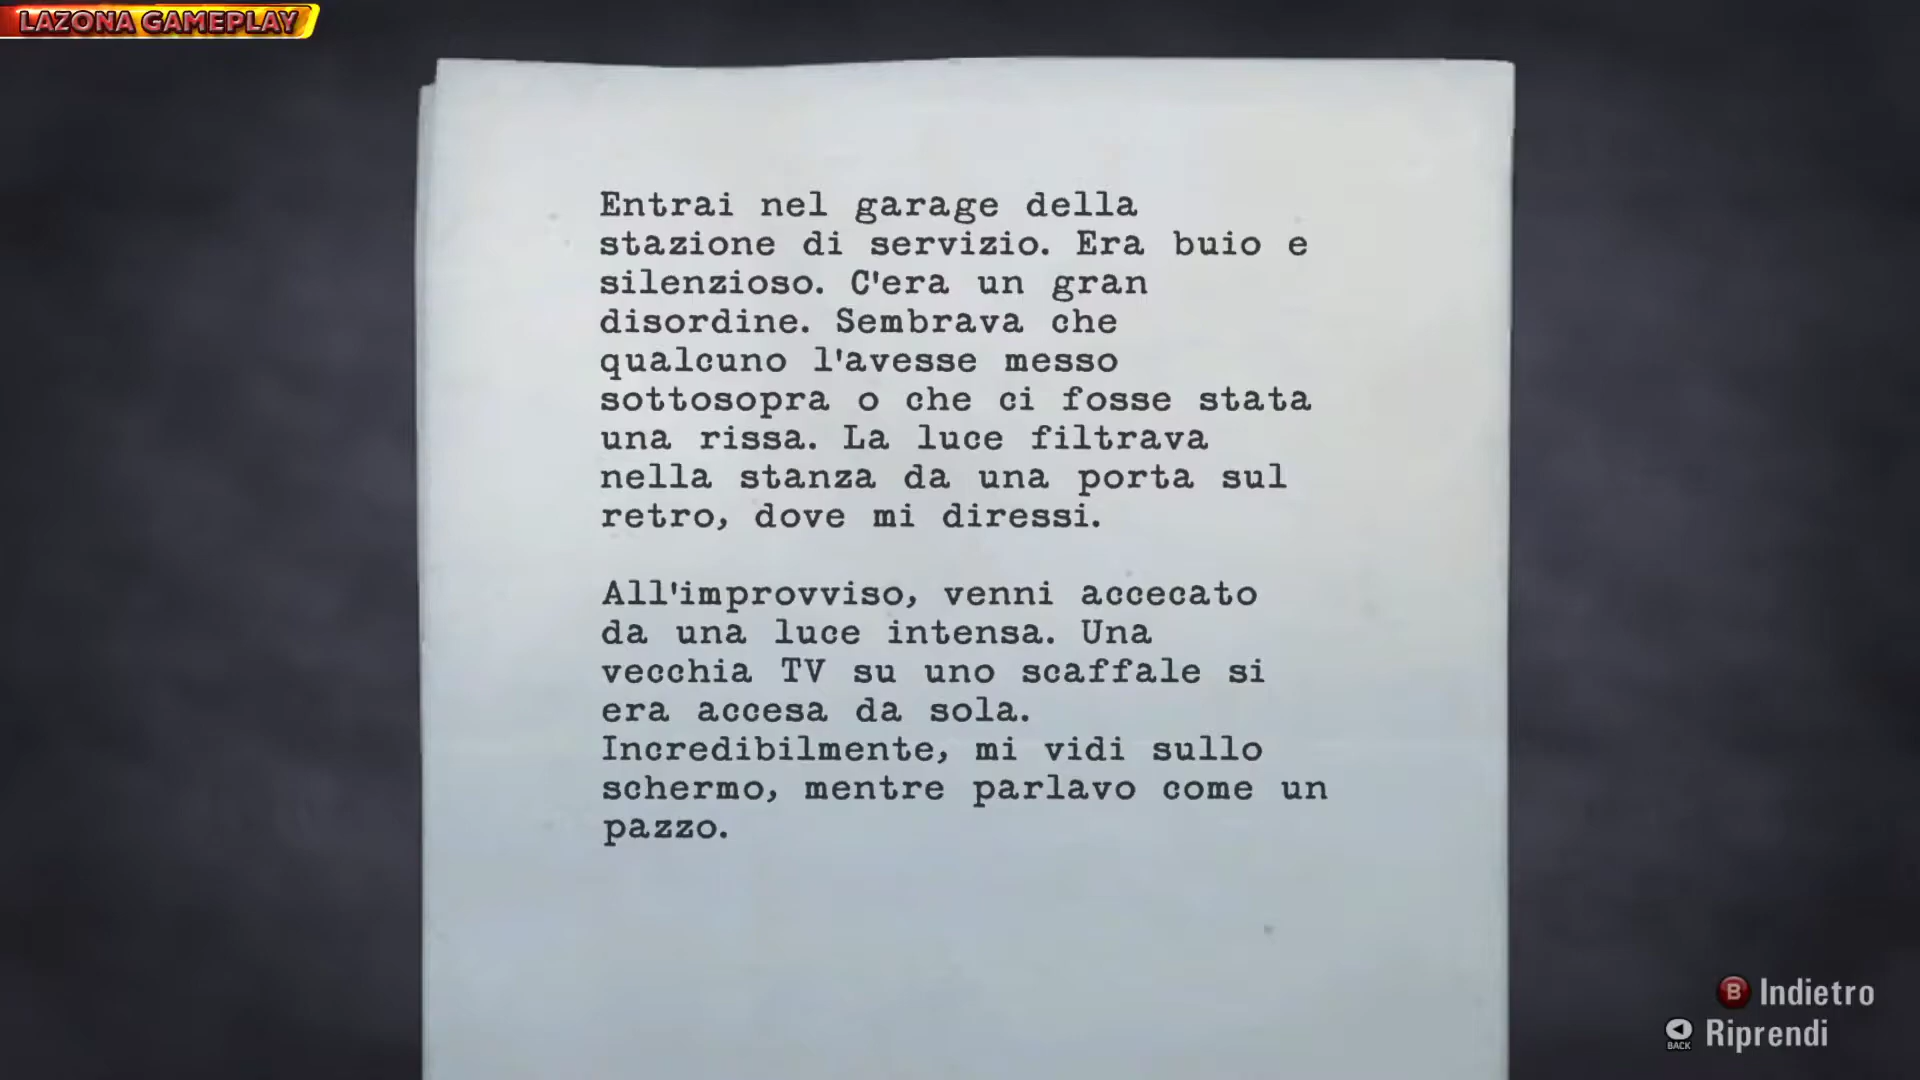 LAZONA GAMEPLAY
Entrai nel garage della
stazione di servizio. Era buio e
silenzioso. C'era un gran
disordine. Sembrava che
qualcuno l'avesse messo
sottosopra o che ci fosse stata
una rissa. La luce filtrava
nella stanza da una porta sul
retro, dove mi diressi.
All'improvviso, venni accecato
da una luce intensa. Una
vecchia TV su uno scaffale si
era accesa da sola.
Incredibilmente, mi vidi sullo
schermo, mentre parlavo come un
pazzo.
B Indietro
BACK Riprendi